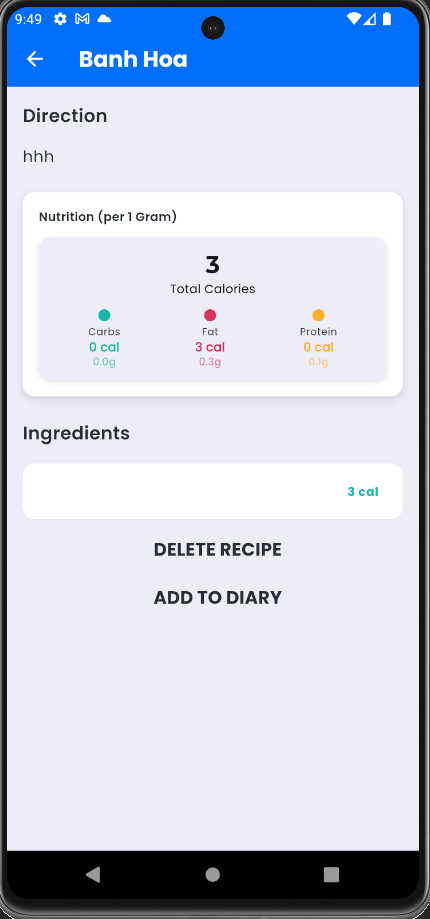 9:49
Banh Hoa
Direction
hhh
Nutrition (per 1 Gram)
3
Total Calories
Carbs Fat Protein
0 cal 3 cal 0 cal
0.0g 0.3g 0.1g
Ingredients
3 cal
DELETE RECIPE
ADD TO DIARY